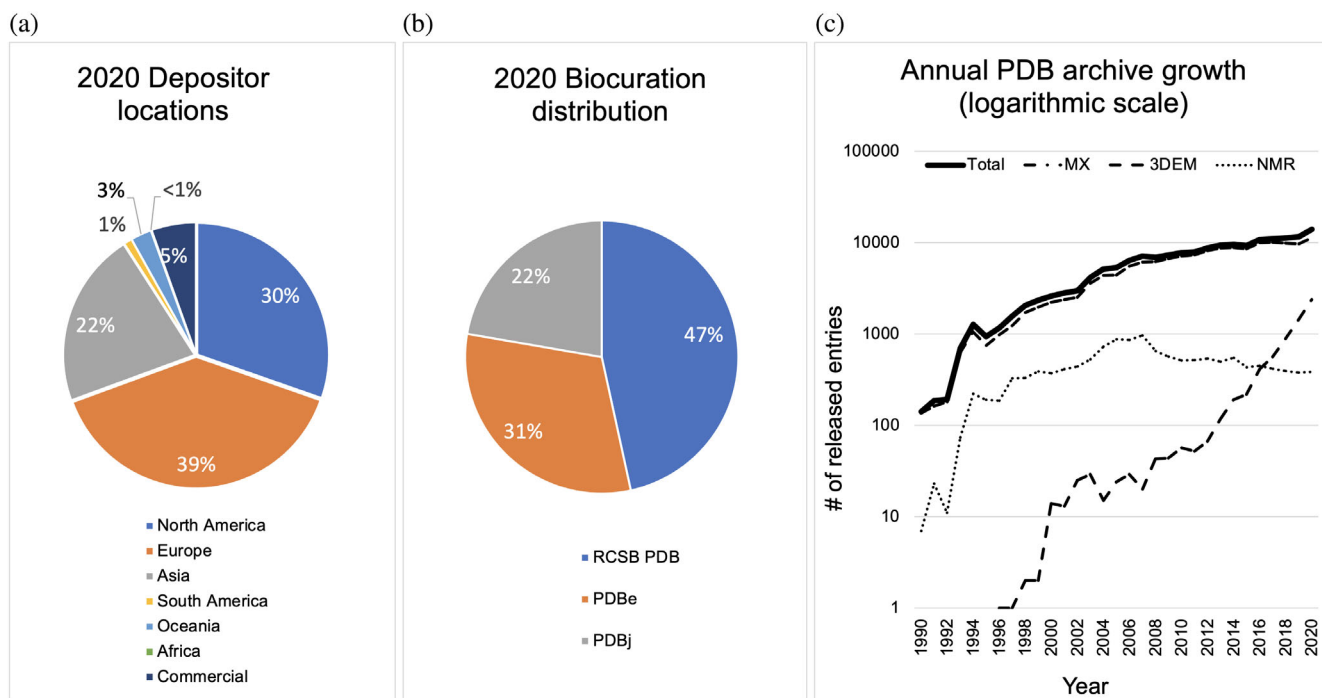 (a)
2020 Depositor
locations
3%
<1%
1%
5%
30%
22%
39%
North America
Europe
Asia
South America
Oceania
Africa
Commercial
(b)
2020 Biocuration
distribution
22%
47%
31%
RCSB PDB
PDBe
PDBj
(c)
Annual PDB archive growth
(logarithmic scale)
100000
Total
MX
3DEM
NMR
10000
1000
100
10
1
# of released entries
1990
1992
1994
1996
1998
2000
2002
2004
2006
2008
2010
2012
2014
2016
2018
2020
Year